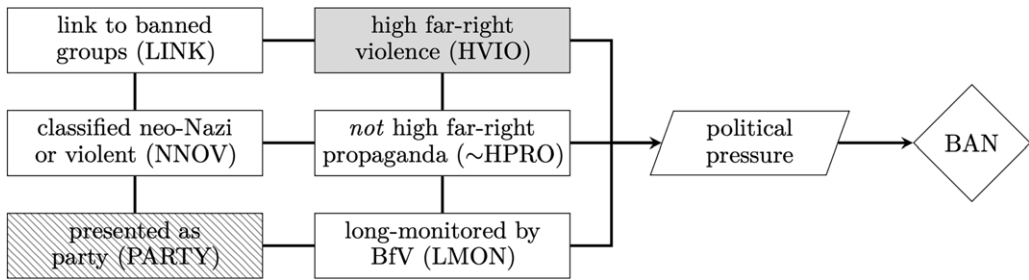 link to banned
groups (LINK)
high far-right
violence (HVIO)
classified neo-Nazi
or violent (NNOV)
not high far-right
propaganda (~HPRO)
political
pressure
BAN
presented as
party (PARTY)
long-monitored by
BfV (LMON)